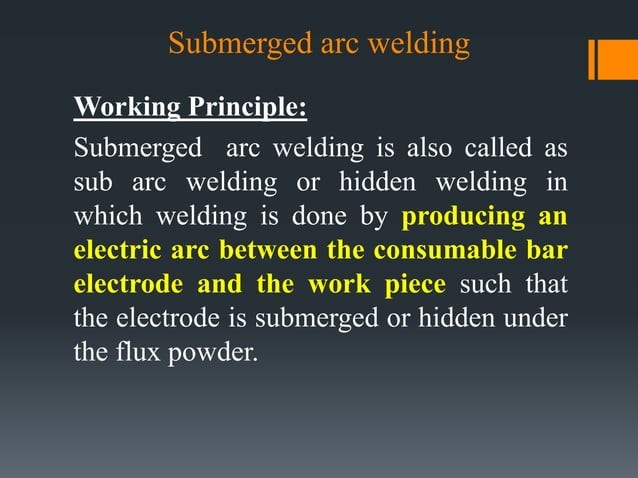 Submerged arc welding
Working Principle:
Submerged arc welding is also called as
sub arc welding or hidden welding in
which welding is done by producing an
electric arc between the consumable bar
electrode and the work piece such that
the electrode is submerged or hidden under
the flux powder.